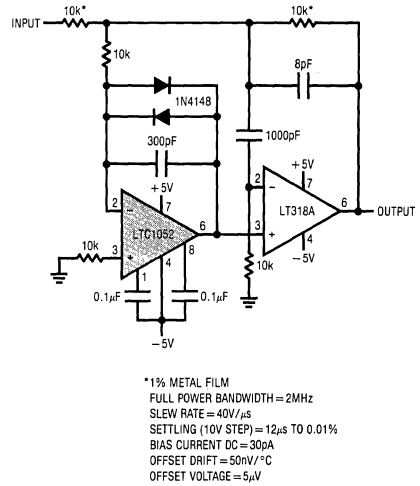 10k*
10k*
INPUT
10k
8pF
1N4148
300pF
1000pF
+5V
+5V
7
7
2
2
−
−
LTC1052
LT318A
6
6
OUTPUT
10k
3
3
+
+
8
4
1
4
−5V
10k
0.1μF
0.1μF
−5V
*1% METAL FILM
FULL POWER BANDWIDTH = 2MHz
SLEW RATE = 40V/μs
SETTLING (10V STEP) = 12μs TO 0.01%
BIAS CURRENT DC = 30pA
OFFSET DRIFT = 50nV/°C
OFFSET VOLTAGE = 5μV